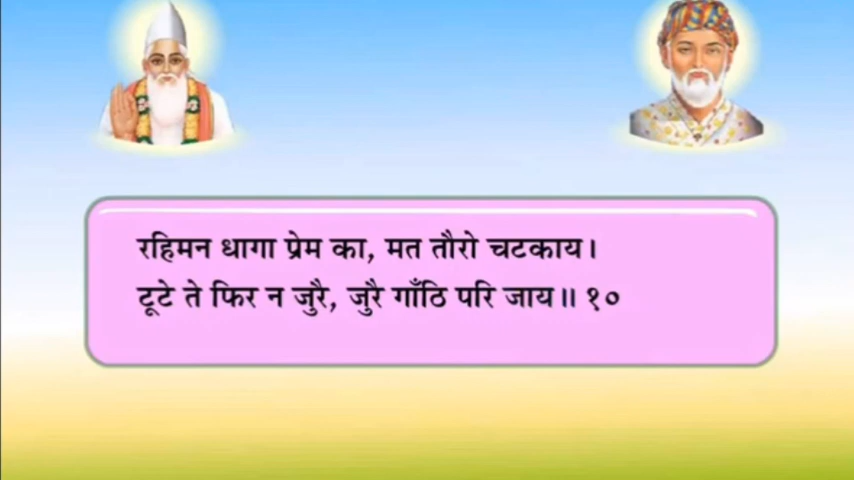 रहिमन धागा प्रेम का, मत तौरो चटकाय।
टूटे ते फिर न जुरै, जुरै गाँठि परि जाय॥ १०